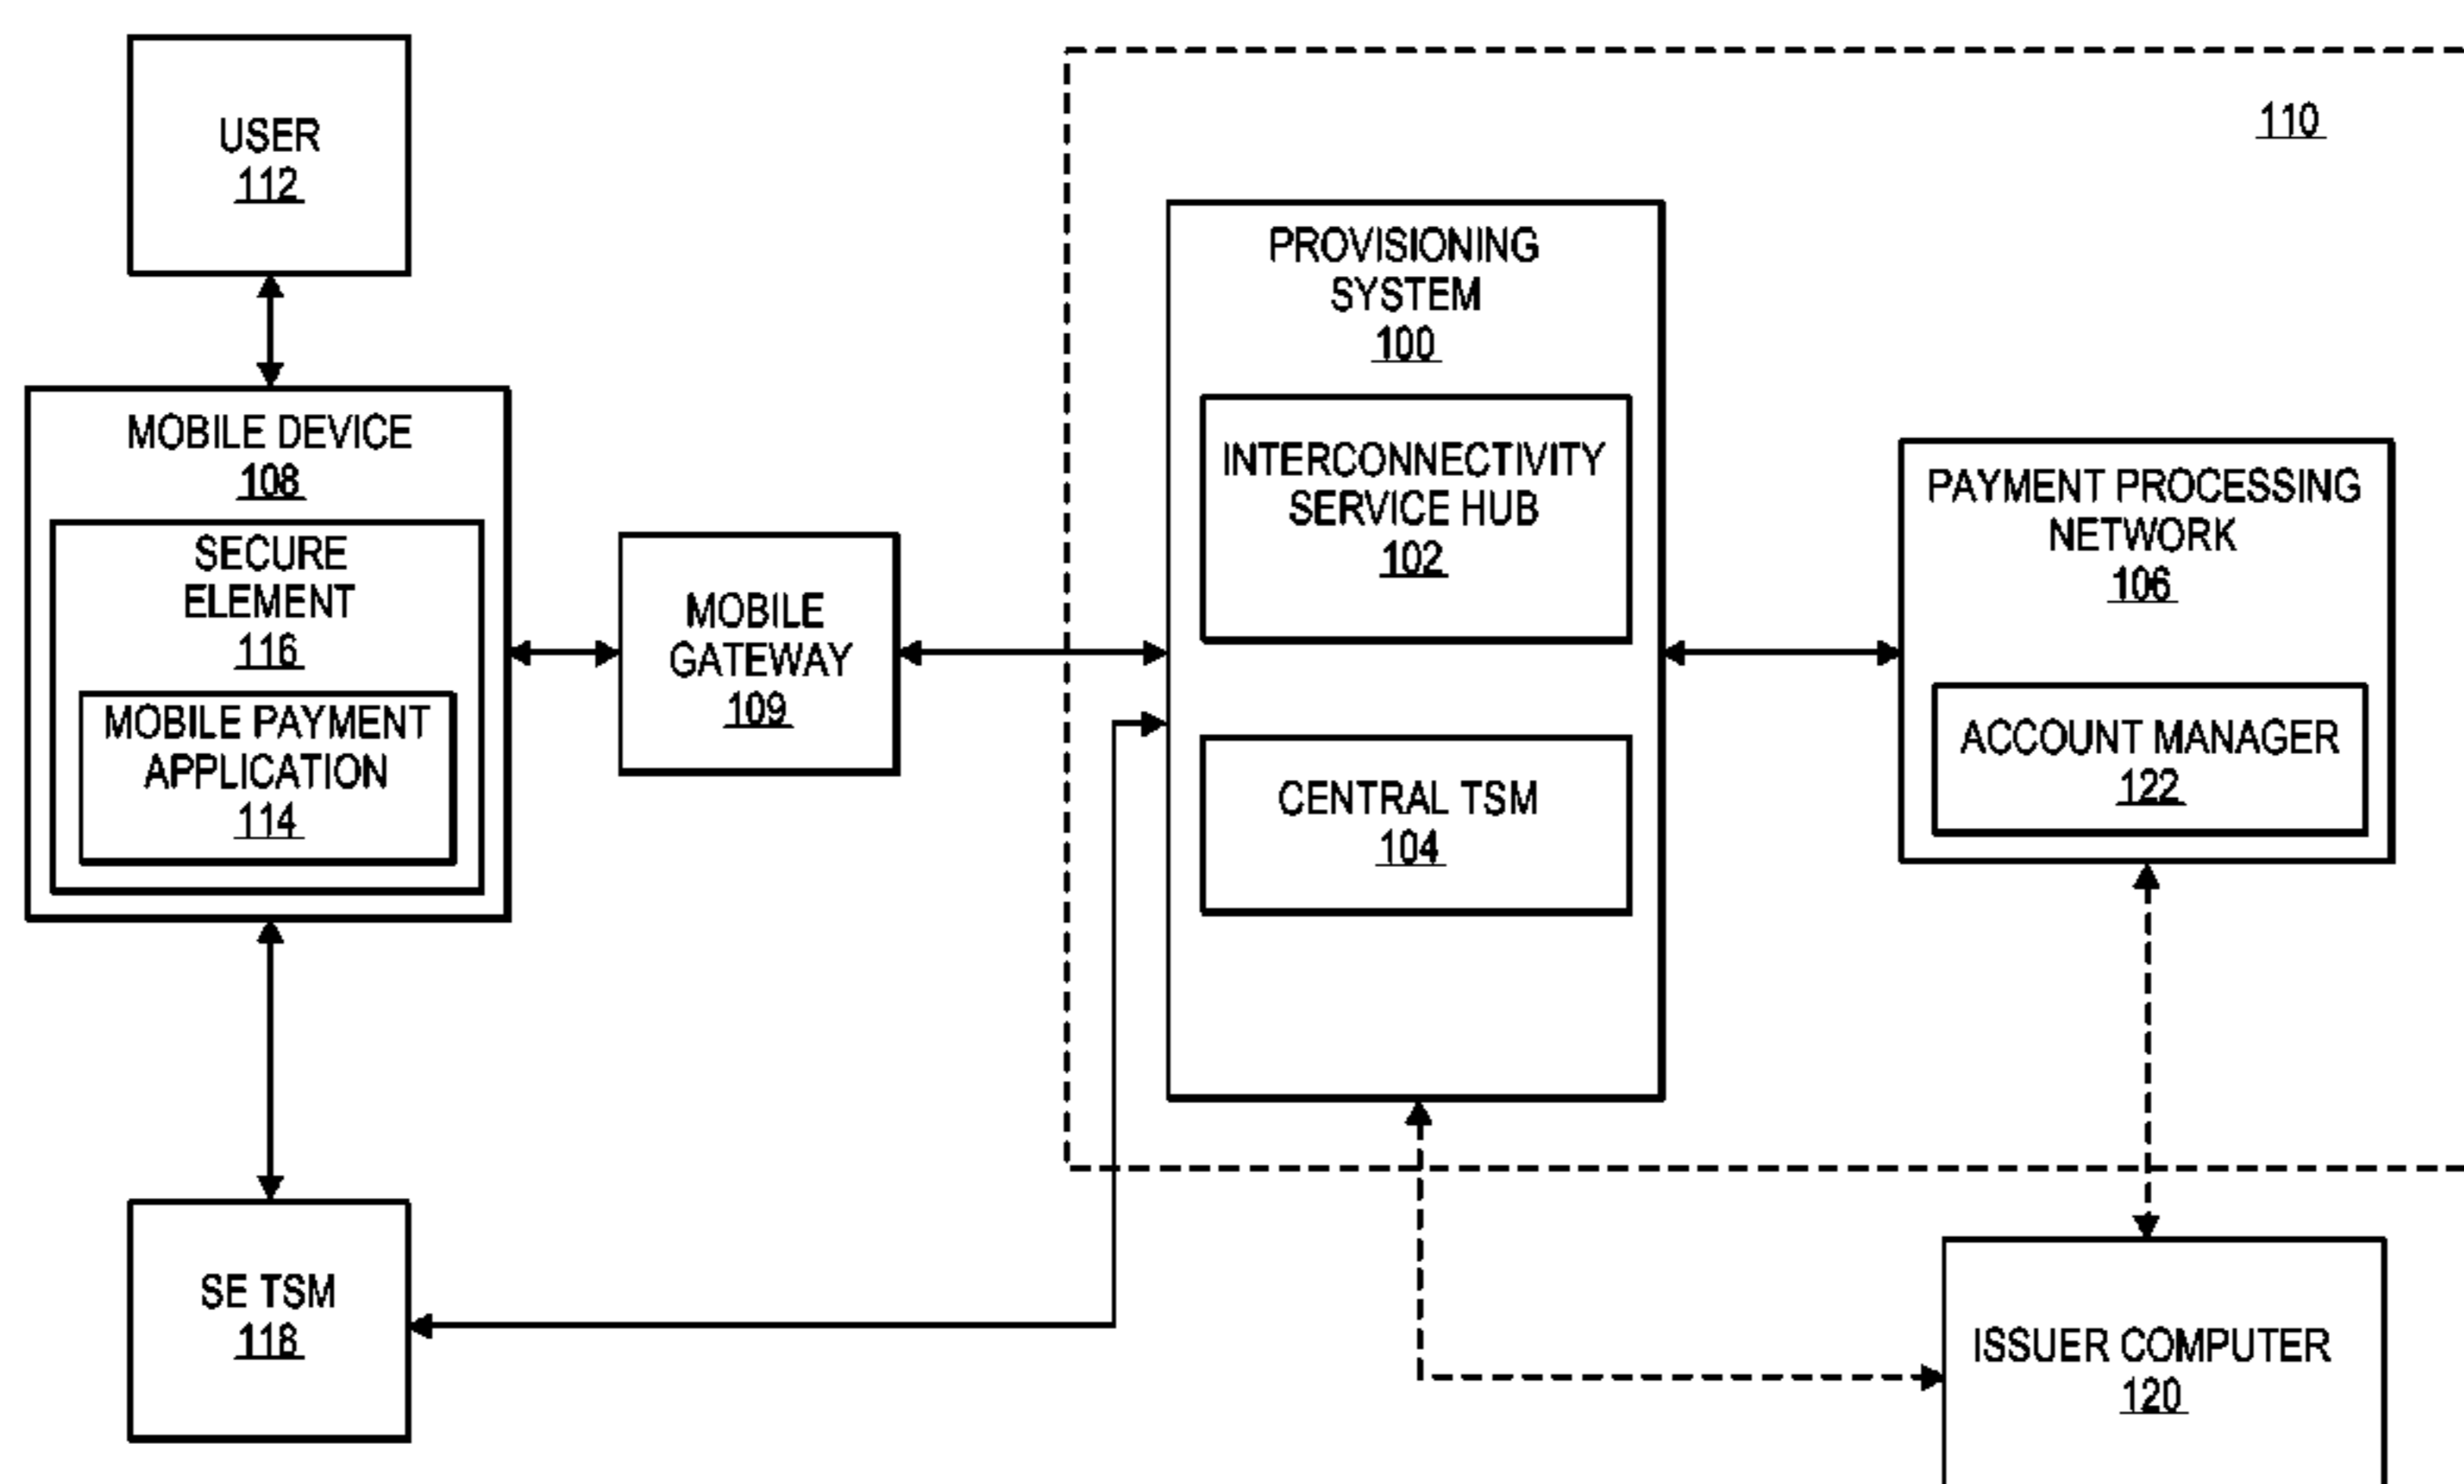 USER
112
110
PROVISIONING
SYSTEM
100
INTERCONNECTIVITY
SERVICE HUB
102
CENTRAL TSM
104
MOBILE DEVICE
108
SECURE
ELEMENT
116
MOBILE PAYMENT
APPLICATION
114
MOBILE
GATEWAY
109
PAYMENT PROCESSING
NETWORK
106
ACCOUNT MANAGER
122
SE TSM
118
ISSUER COMPUTER
120